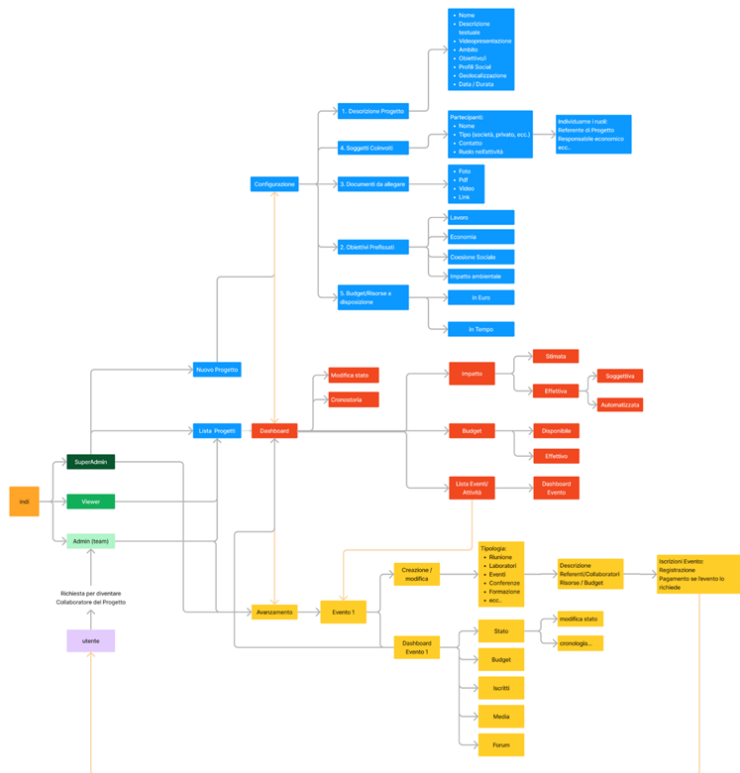 • Nome
• Descrizione
testuale
• Videopresentazione
• Ambito
• Obiettivo/i
• Profili Social
• Geolocalizzazione
• Data / Durata
1. Descrizione Progetto
Partecipanti:
• Nome
• Tipo (società, privato, ecc.)
• Contatto
• Ruolo nell'attività
Individuarne i ruoli:
Referente di Progetto
Responsabile economico
ecc..
4. Soggetti Coinvolti
Configurazione
3. Documenti da allegare
• Foto
• Pdf
• Video
• Link
2. Obiettivi Prefissati
Lavoro
Economia
Coesione Sociale
Impatto ambientale
5. Budget/Risorse a
disposizione
in Euro
in Tempo
Nuovo Progetto
Modifica stato
Cronostoria
Impatto
Stimata
Effettiva
Soggettiva
Automatizzata
Lista Progetti
Dashboard
Budget
Disponibile
Effettivo
SuperAdmin
Lista Eventi/
Attività
Dashboard
Evento
indi
Viewer
Admin (team)
Richiesta per diventare
Collaboratore del Progetto
utente
Avanzamento
Evento 1
Creazione /
modifica
Tipologia:
• Riunione
• Laboratori
• Eventi
• Conferenze
• Formazione
• ecc..
Descrizione
Referenti/Collaboratori
Risorse / Budget
Iscrizioni Evento:
Registrazione
Pagamento se l'evento lo
richiede
Dashboard
Evento 1
Stato
modifica stato
cronologia...
Budget
Iscritti
Media
Forum